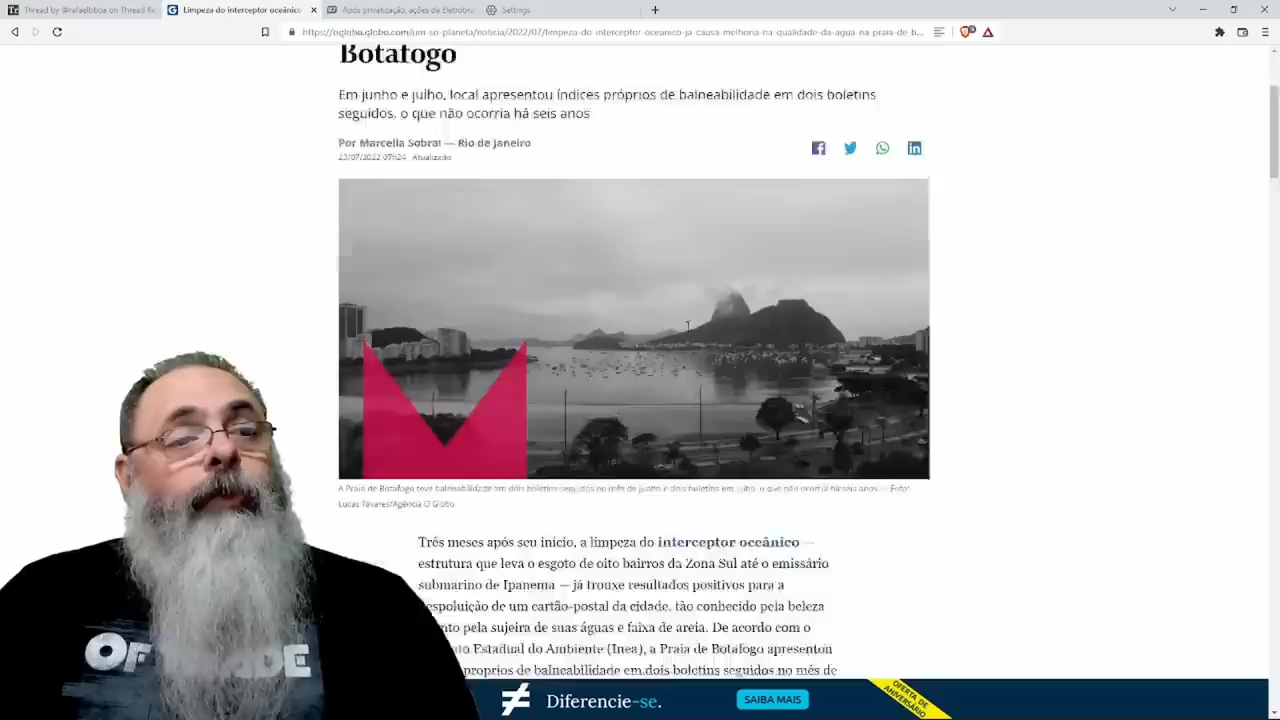 Thread by @rafaelbboa on Thread Re
Limpeza do interceptor oceânico
Após privatização, ações da Eletrobra
Settings
https://oglobo.globo.com/um-so-planeta/noticia/2022/07/limpeza-do-interceptor-oceanico-ja-causa-melhoria-na-qualidade-da-agua-na-praia-de-b...
Botafogo
Em junho e julho, local apresentou índices próprios de balneabilidade em dois boletins
seguidos, o que não ocorria há seis anos
Por Marcella Sobral — Rio de Janeiro
23/07/2022 07h24 Atualizado
A Praia de Botafogo teve balneabilidade em dois boletins seguidos no mês de junho e dois boletins em julho, o que não ocorria há seis anos — Foto:
Lucas Tavares/Agência O Globo
Três meses após seu início, a limpeza do interceptor oceânico —
estrutura que leva o esgoto de oito bairros da Zona Sul até o emissário
submarino de Ipanema — já trouxe resultados positivos para a
despoluição de um cartão-postal da cidade, tão conhecido pela beleza
nto pela sujeira de suas águas e faixa de areia. De acordo com o
to Estadual do Ambiente (Inea), a Praia de Botafogo apresentou
proprios de balneabilidade em dois boletins seguidos no mês de
Diferencie-se.
SAIBA MAIS
OFERTA DE
ANIVERSÁRIO